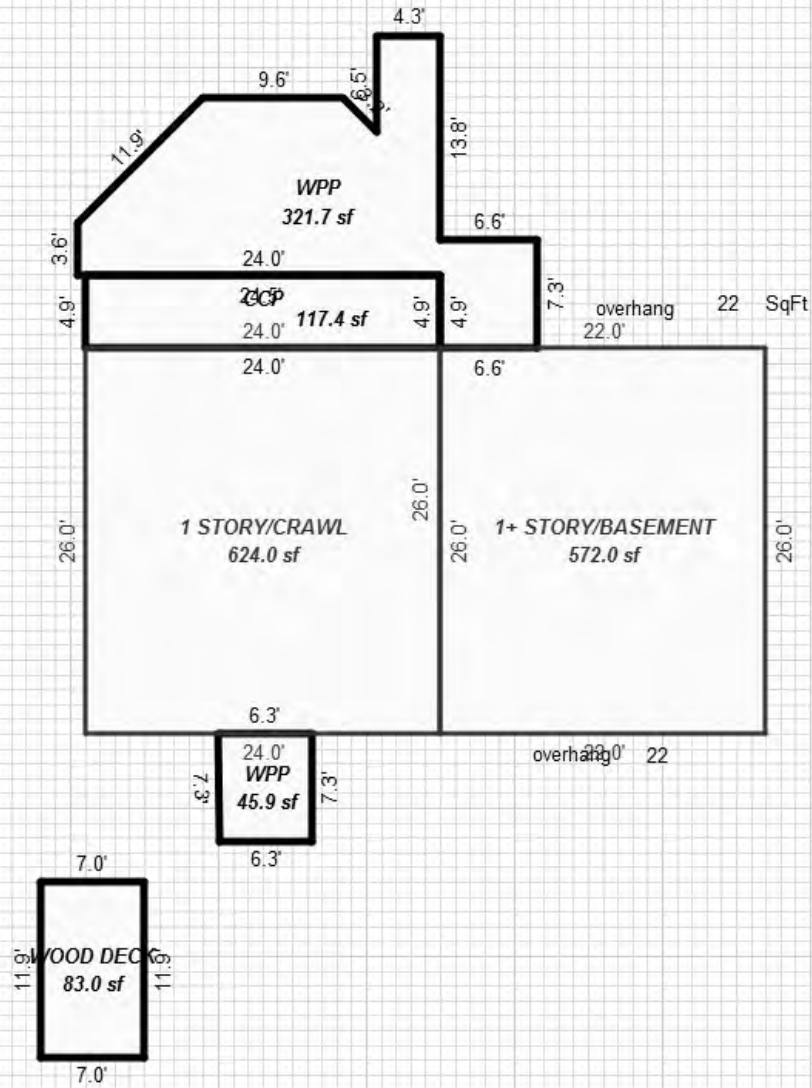 4.3'
9.6'
6.5'
11.9'
13.8'
WPP
321.7 sf
6.6'
3.6'
24.0'
7.3'
24.5'
CCP
4.9'
117.4 sf
4.9'
4.9'
overhang 22 SqFt
24.0'
22.0'
24.0'
6.6'
26.0'
26.0'
1 STORY/CRAWL
624.0 sf
26.0'
1+ STORY/BASEMENT
572.0 sf
26.0'
6.3'
24.0'
overhang 22
22.0'
WPP
45.9 sf
7.3'
7.3'
6.3'
7.0'
WOOD DECK
83.0 sf
11.9'
11.9'
7.0'